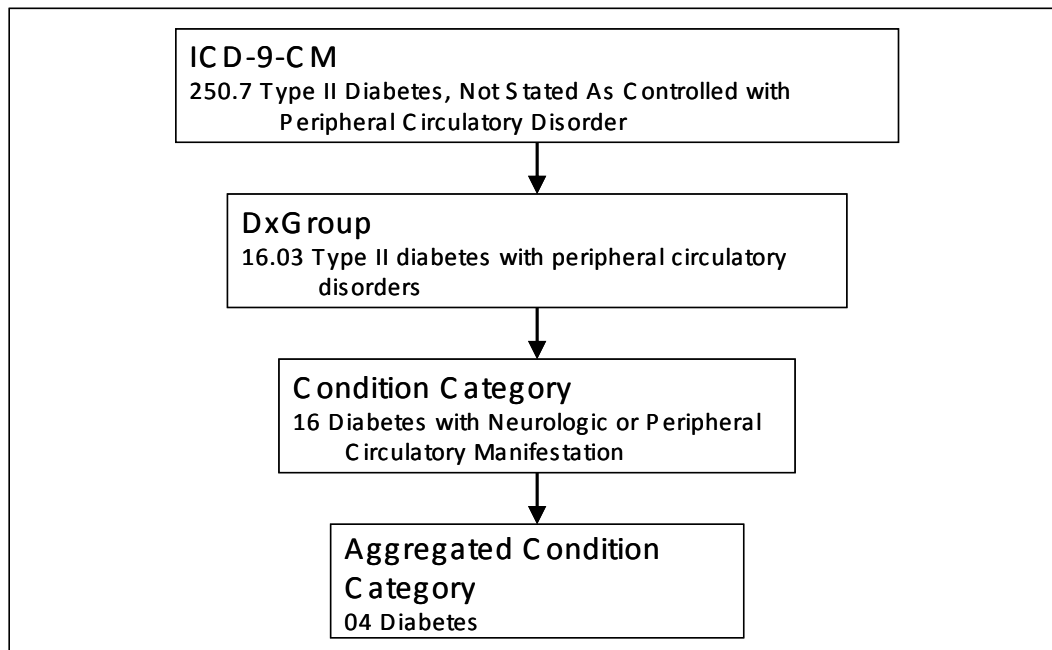 ICD-9-CM
250.7 Type II Diabetes, Not Stated As Controlled with
Peripheral Circulatory Disorder
DxGroup
16.03 Type II diabetes with peripheral circulatory
disorders
Condition Category
16 Diabetes with Neurologic or Peripheral
Circulatory Manifestation
Aggregated Condition
Category
04 Diabetes